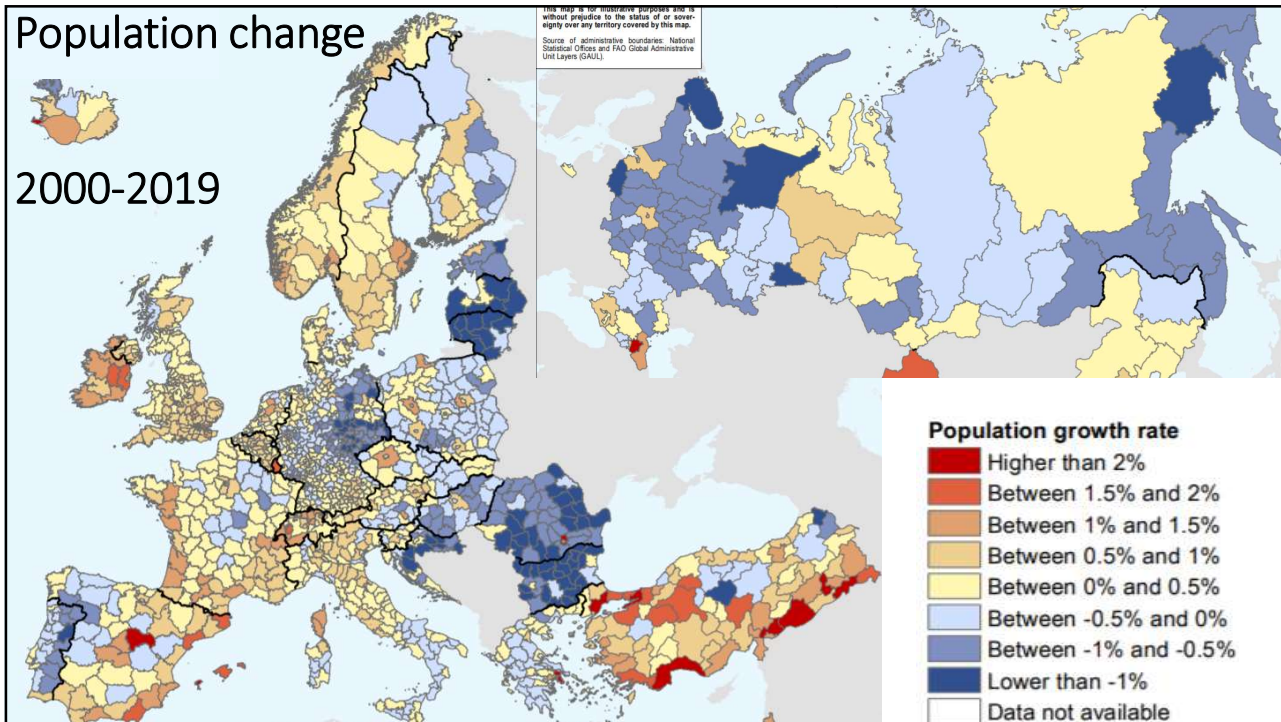 Population change
2000-2019
This map is for illustrative purposes and is
without prejudice to the status of or sover-
eignty over any territory covered by this map.
Source of administrative boundaries: National
Statistical Offices and FAO Global Administrative
Unit Layers (GAUL).
Population growth rate
Higher than 2%
Between 1.5% and 2%
Between 1% and 1.5%
Between 0.5% and 1%
Between 0% and 0.5%
Between -0.5% and 0%
Between -1% and -0.5%
Lower than -1%
Data not available